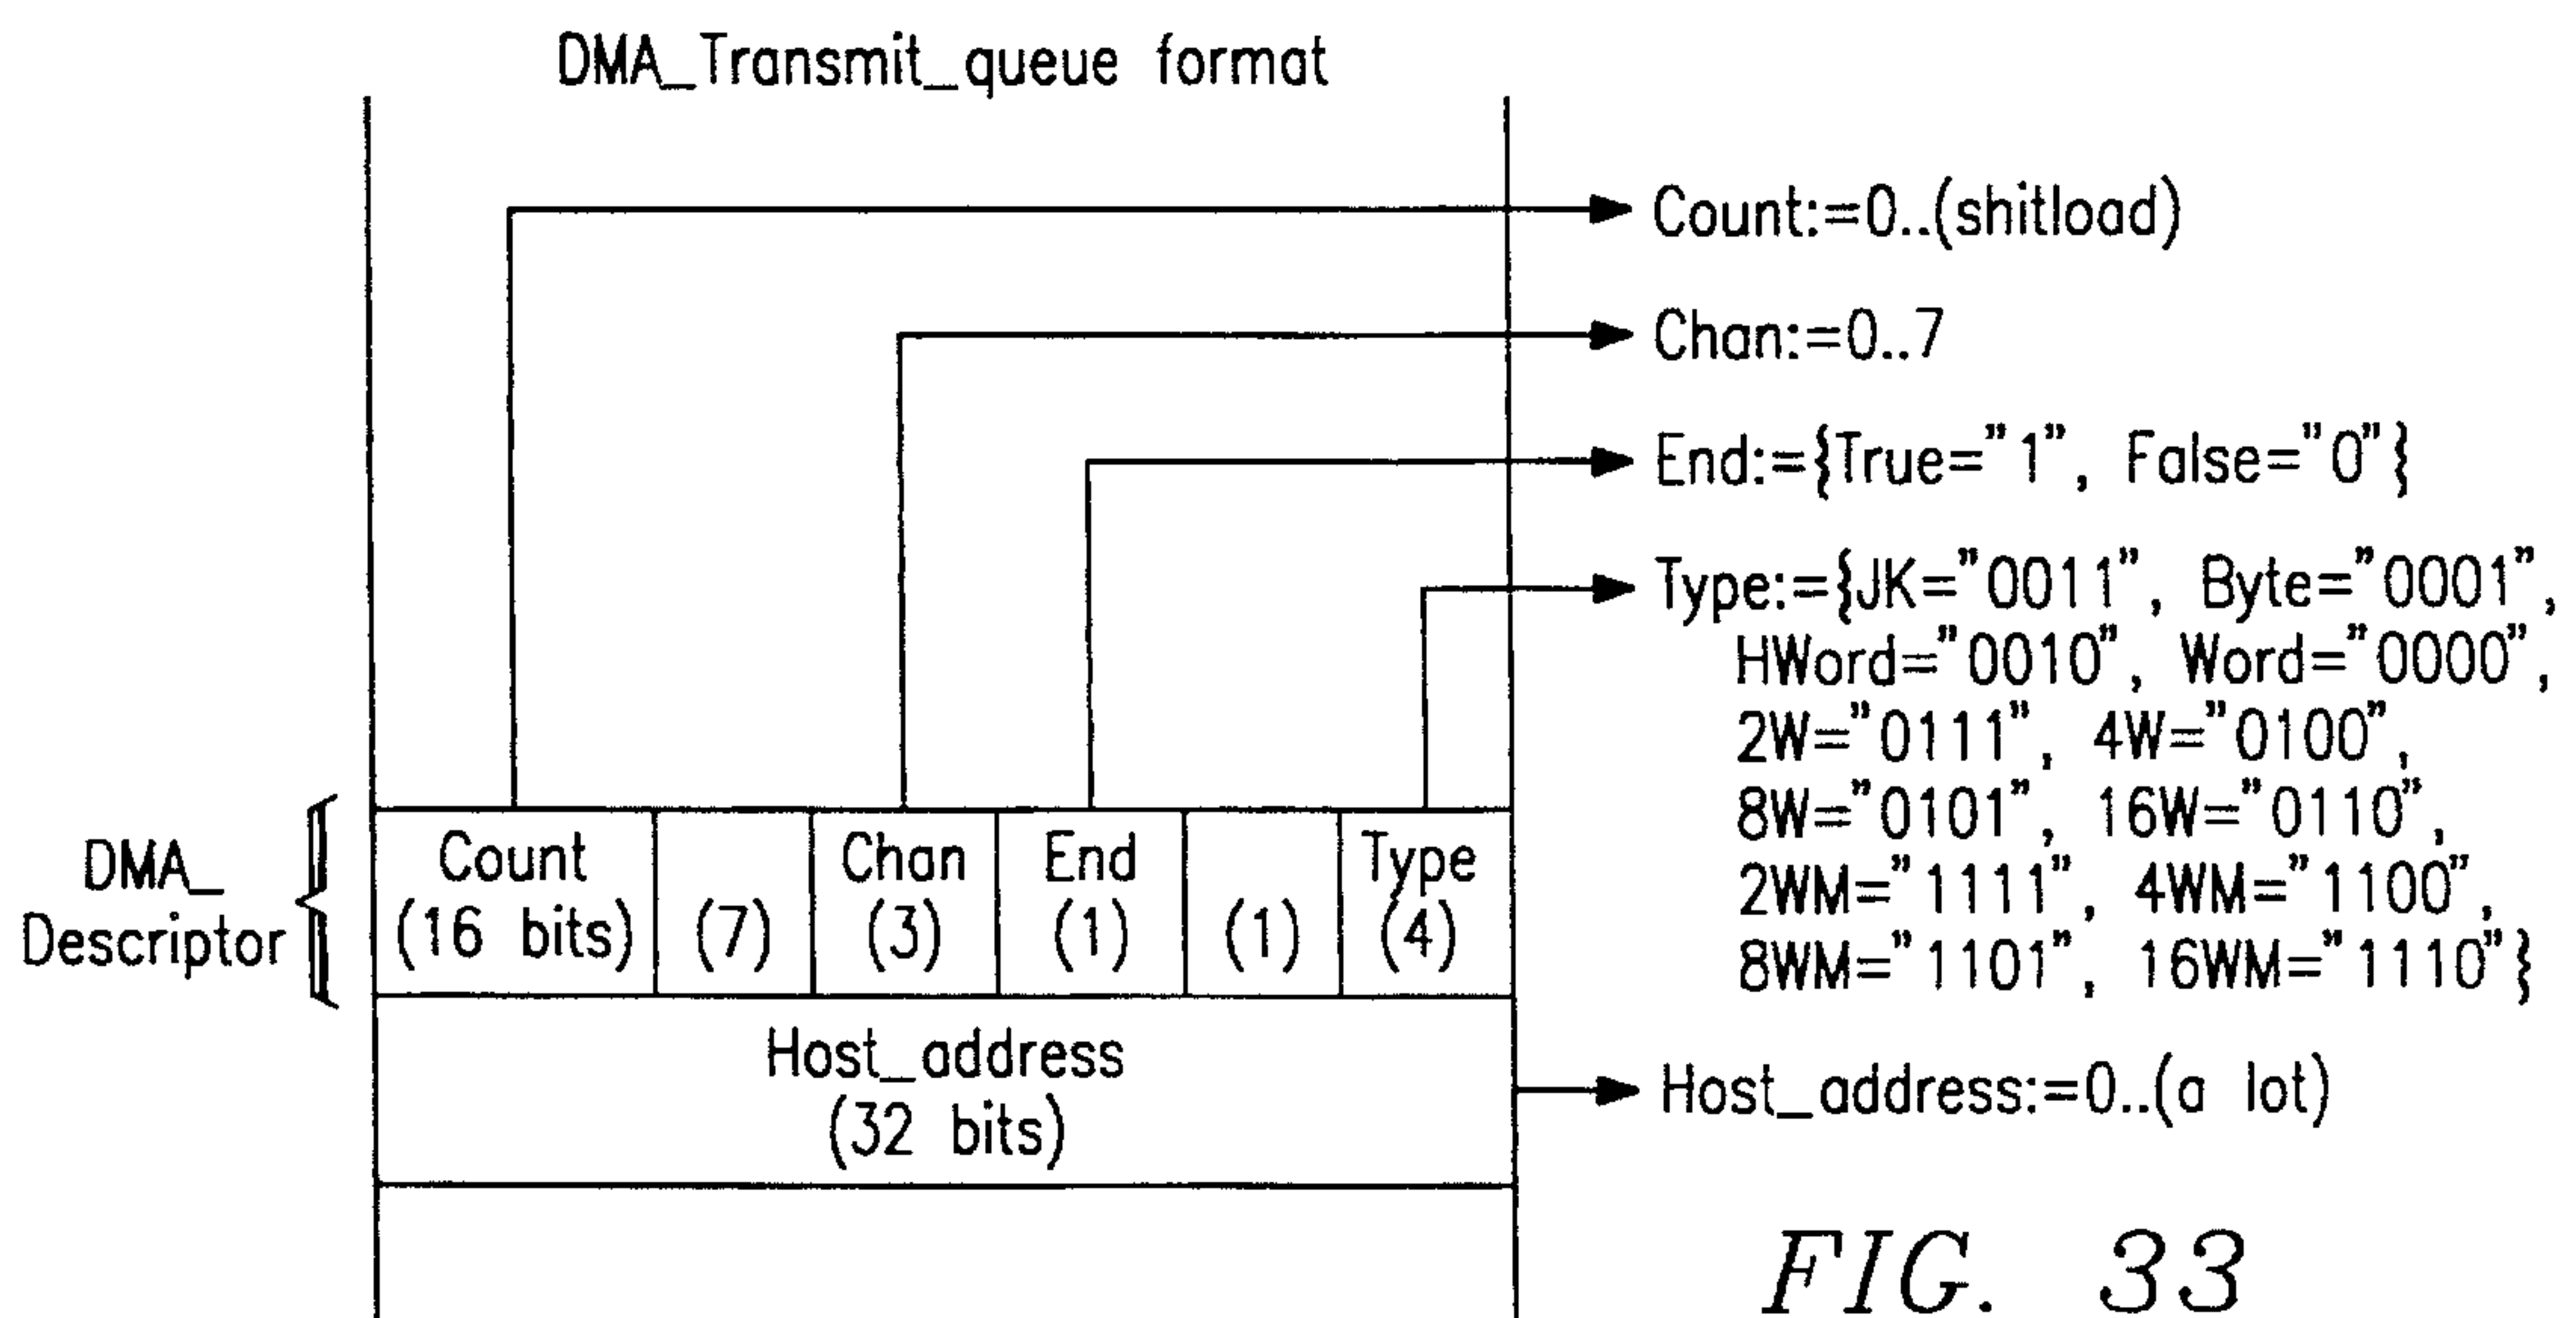 DMA_Transmit_queue format
Count:=0..(shitload)
Chan:=0..7
End:={True="1", False="0"}
Type:={JK="0011", Byte="0001",
HWord="0010", Word="0000",
2W="0111", 4W="0100",
8W="0101", 16W="0110",
2WM="1111", 4WM="1100",
8WM="1101", 16WM="1110"}
DMA_
Descriptor
Count
(16 bits)
(7)
Chan
(3)
End
(1)
(1)
Type
(4)
Host_address
(32 bits)
Host_address:=0..(a lot)
FIG. 33